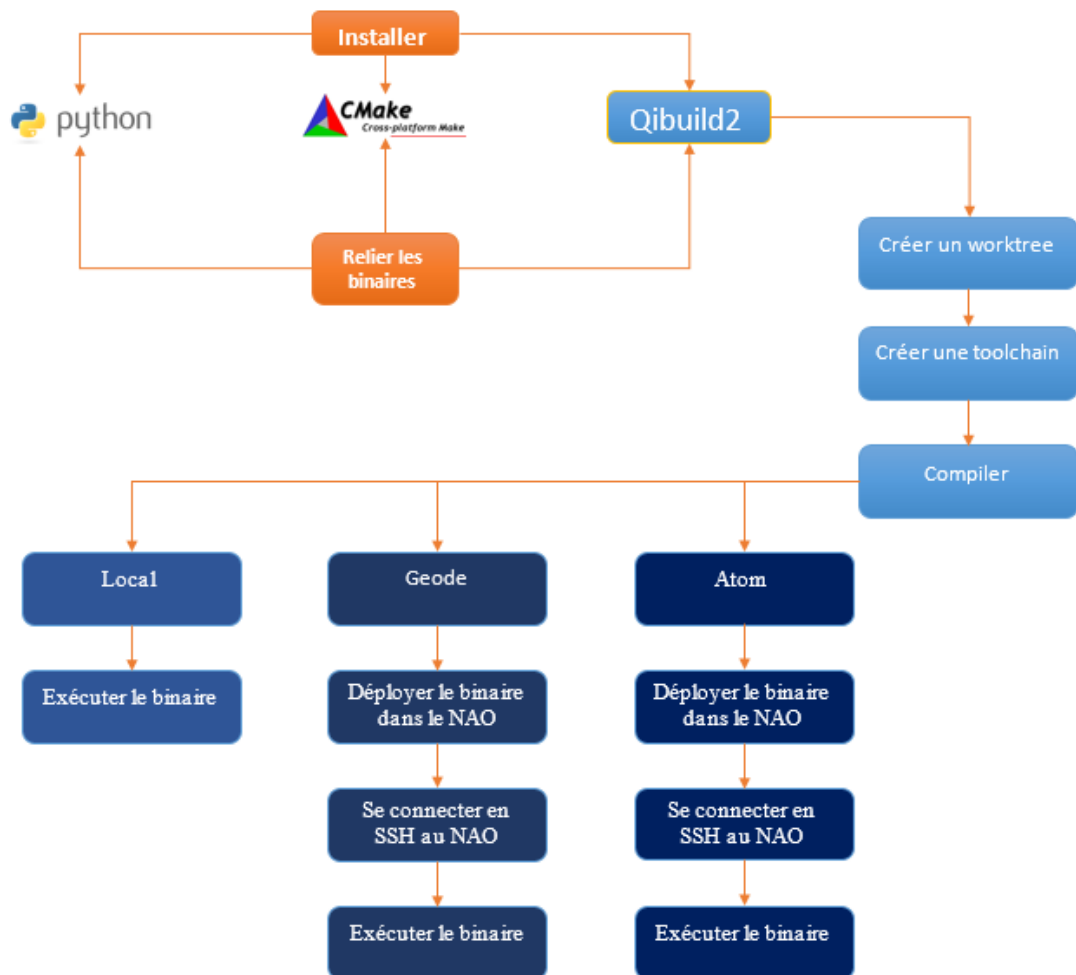 Installer
python
CMake
Cross-platform Make
Qibuild2
Relier les
binaires
Créer un worktree
Créer une toolchain
Compiler
Local
Geode
Atom
Exécuter le binaire
Déployer le binaire
dans le NAO
Déployer le binaire
dans le NAO
Se connecter en
SSH au NAO
Se connecter en
SSH au NAO
Exécuter le binaire
Exécuter le binaire